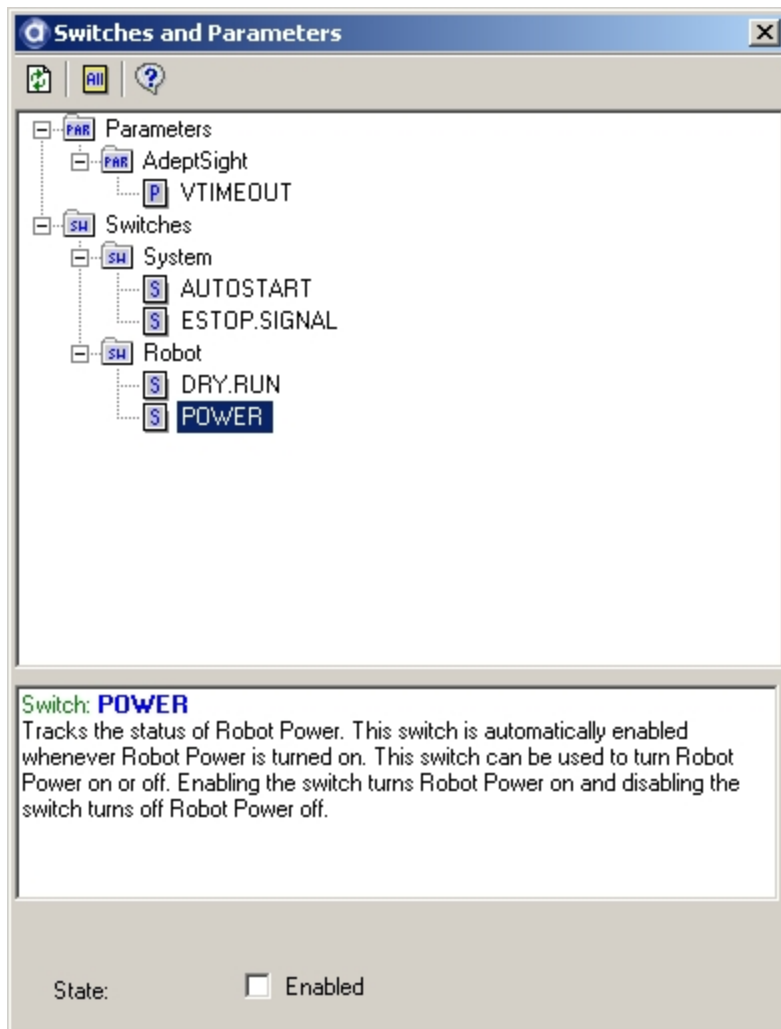 Switches and Parameters
All
PAR Parameters
PAR AdeptSight
P VTIMEOUT
SW Switches
SW System
S AUTOSTART
S ESTOP.SIGNAL
SW Robot
S DRY.RUN
S POWER
Switch: POWER
Tracks the status of Robot Power. This switch is automatically enabled
whenever Robot Power is turned on. This switch can be used to turn Robot
Power on or off. Enabling the switch turns Robot Power on and disabling the
switch turns off Robot Power off.
State: Enabled